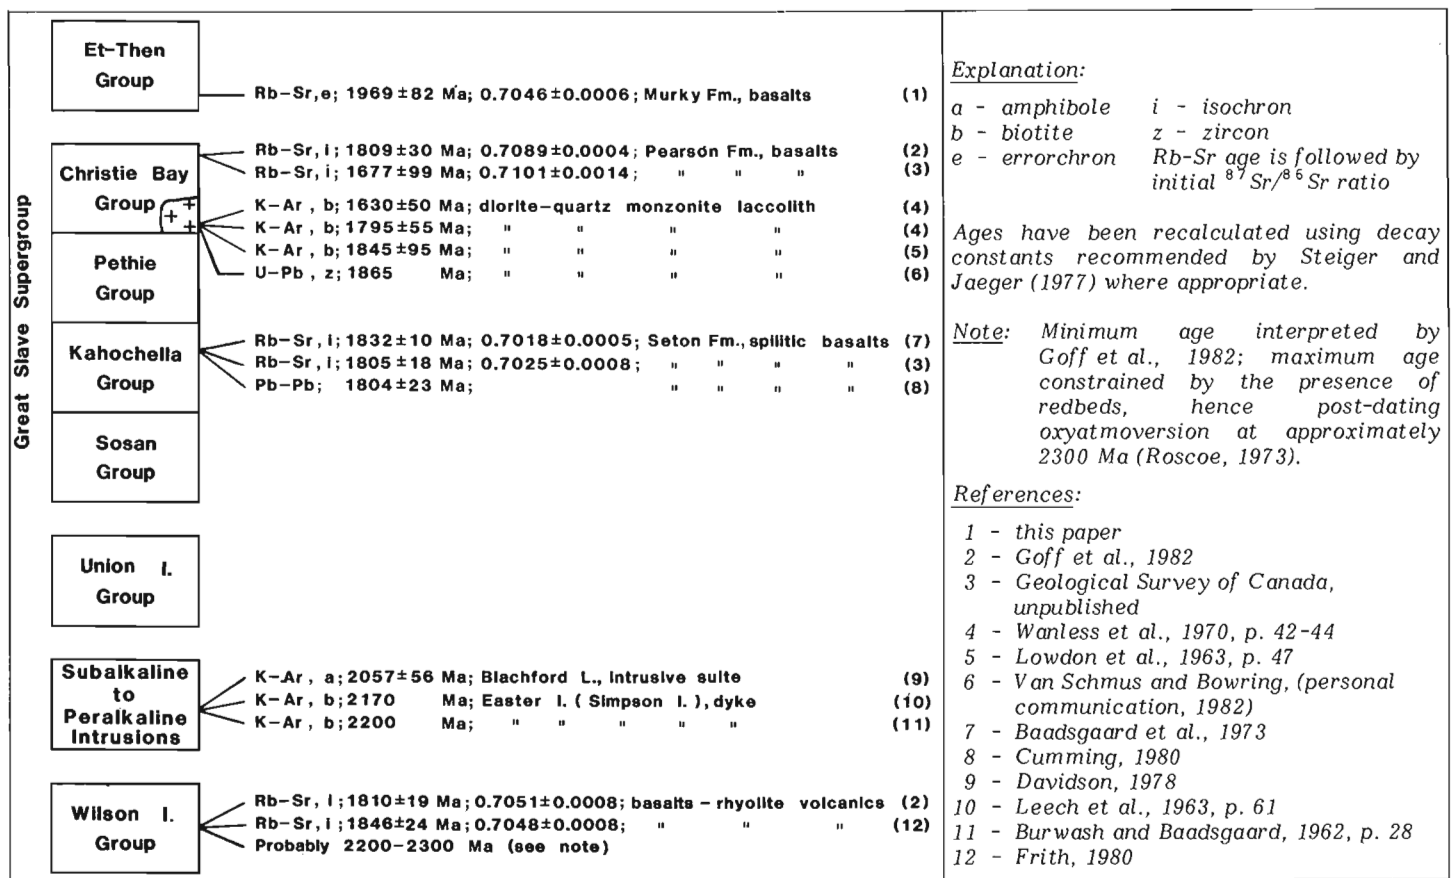 Great Slave Supergroup
Et-Then
Group
Rb-Sr,e; 1969±82 Ma; 0.7046±0.0006; Murky Fm., basalts (1)
Christie Bay
Group
Rb-Sr, i; 1809±30 Ma; 0.7089±0.0004; Pearson Fm., basalts (2)
Rb-Sr, i; 1677±99 Ma; 0.7101±0.0014; " " " (3)
K-Ar, b; 1630±50 Ma; diorite-quartz monzonite laccolith (4)
K-Ar, b; 1795±55 Ma; " " " " (4)
K-Ar, b; 1845±95 Ma; " " " " (5)
U-Pb, z; 1865 Ma; " " " " (6)
Pethie
Group
Kahochella
Group
Rb-Sr, i; 1832±10 Ma; 0.7018±0.0005; Seton Fm., spilitic basalts (7)
Rb-Sr, i; 1805±18 Ma; 0.7025±0.0008; " " " " (3)
Pb-Pb; 1804±23 Ma; " " " " (8)
Sosan
Group
Union I.
Group
Subalkaline
to
Peralkaline
Intrusions
K-Ar, a; 2057±56 Ma; Blachford L., intrusive suite (9)
K-Ar, b; 2170 Ma; Easter I. (Simpson I.), dyke (10)
K-Ar, b; 2200 Ma; " " " " " (11)
Wilson I.
Group
Rb-Sr, i; 1810±19 Ma; 0.7051±0.0008; basalts-rhyolite volcanics (2)
Rb-Sr, i; 1846±24 Ma; 0.7048±0.0008; " " " (12)
Probably 2200-2300 Ma (see note)
Explanation:
a - amphibole i - isochron
b - biotite z - zircon
e - errorchron Rb-Sr age is followed by
initial ⁸⁷Sr/⁸⁶Sr ratio
Ages have been recalculated using decay
constants recommended by Steiger and
Jaeger (1977) where appropriate.
Note: Minimum age interpreted by
Goff et al., 1982; maximum age
constrained by the presence of
redbeds, hence post-dating
oxyatmoversion at approximately
2300 Ma (Roscoe, 1973).
References:
1 - this paper
2 - Goff et al., 1982
3 - Geological Survey of Canada,
unpublished
4 - Wanless et al., 1970, p. 42-44
5 - Lowdon et al., 1963, p. 47
6 - Van Schmus and Bowring, (personal
communication, 1982)
7 - Baadsgaard et al., 1973
8 - Cumming, 1980
9 - Davidson, 1978
10 - Leech et al., 1963, p. 61
11 - Burwash and Baadsgaard, 1962, p. 28
12 - Frith, 1980